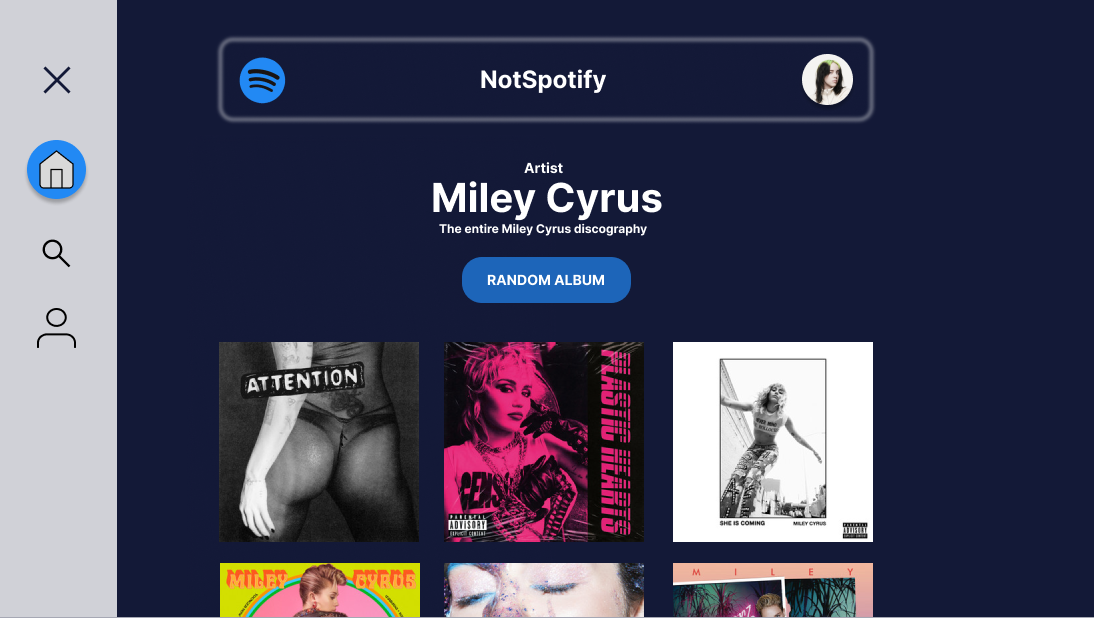 NotSpotify
Artist
Miley Cyrus
The entire Miley Cyrus discography
RANDOM ALBUM
ATTENTION
PLASTIC HEARTS
PARENTAL
ADVISORY
EXPLICIT CONTENT
SHE IS COMING
MILEY CYRUS
PARENTAL
ADVISORY
EXPLICIT CONTENT
MILEY CYRUS
MILEY